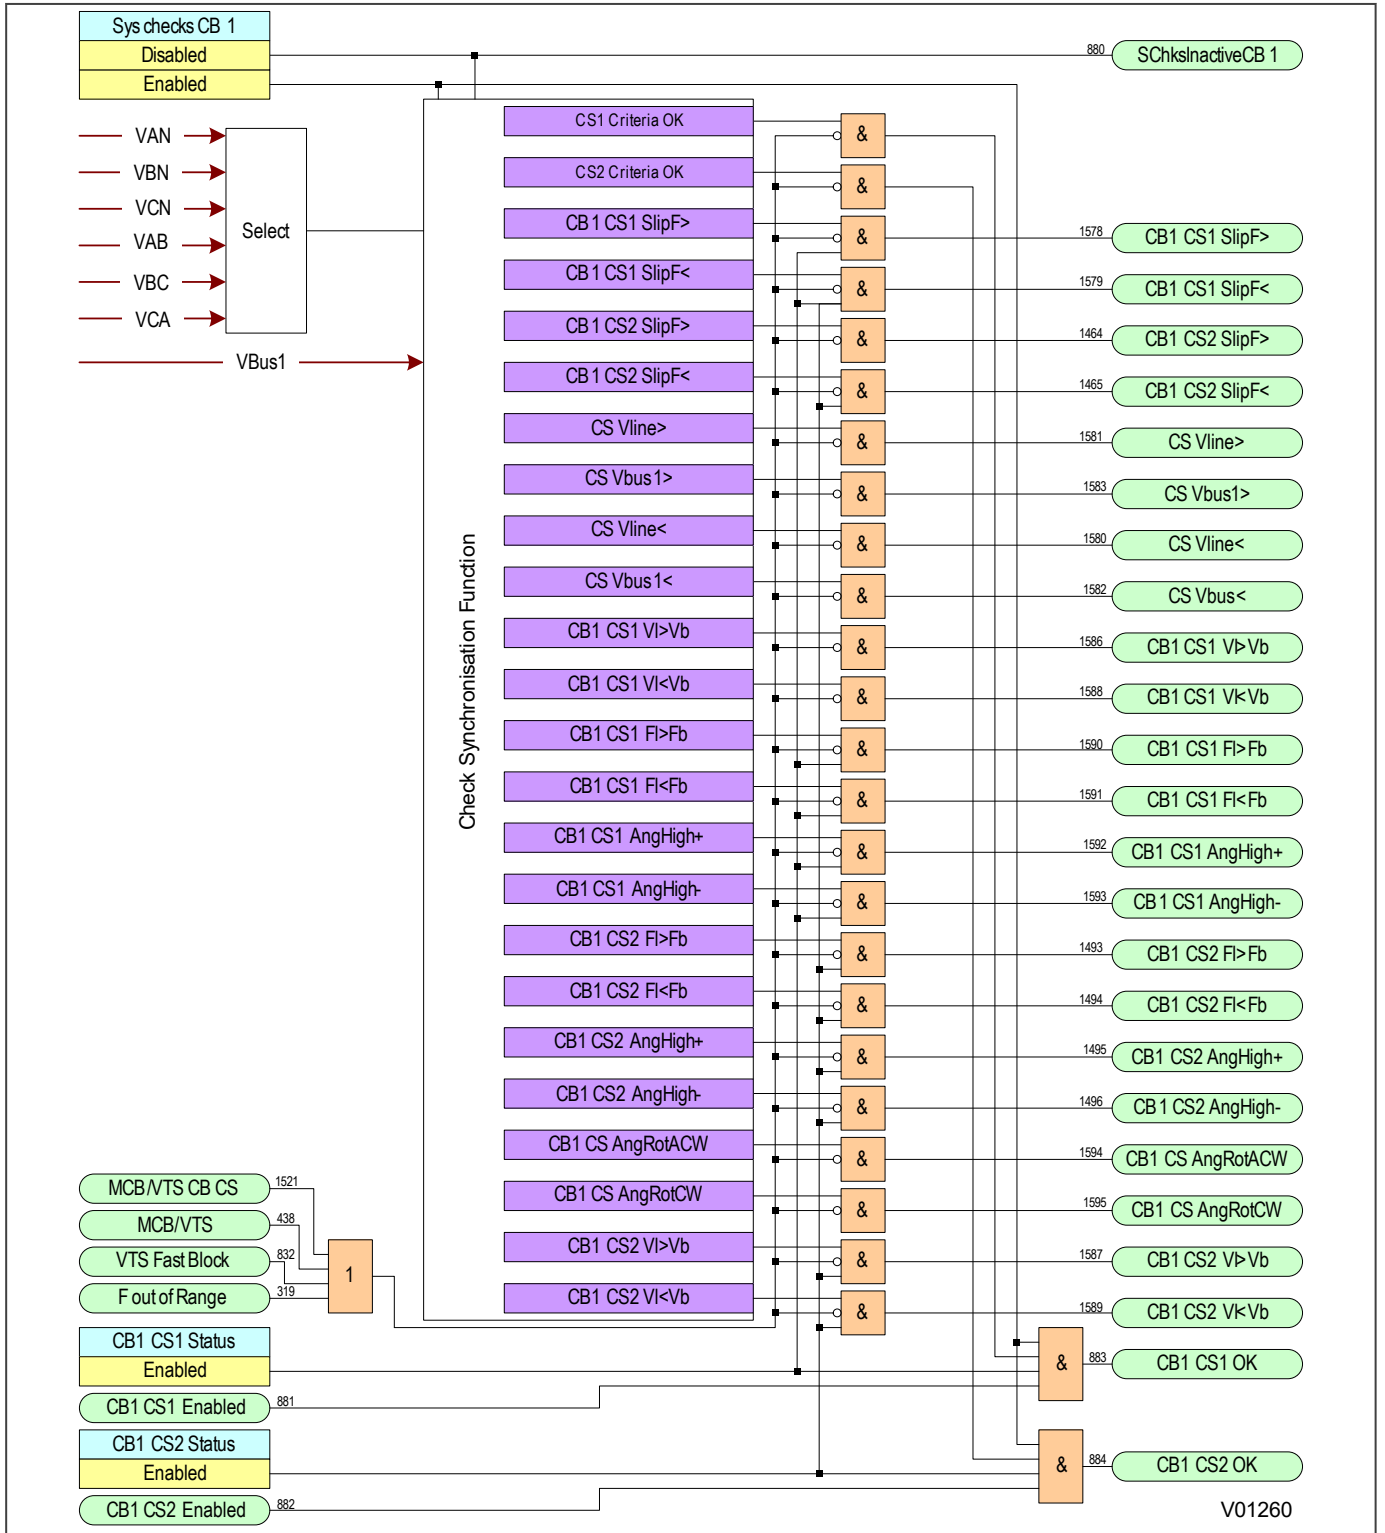 Sys checks CB 1
Disabled
Enabled
880 SChksInactiveCB 1
VAN
VBN
VCN
VAB
VBC
VCA
Select
VBus1
Check Synchronisation Function
CS1 Criteria OK &
CS2 Criteria OK &
CB1 CS1 SlipF> & 1578 CB1 CS1 SlipF>
CB1 CS1 SlipF< & 1579 CB1 CS1 SlipF<
CB1 CS2 SlipF> & 1464 CB1 CS2 SlipF>
CB1 CS2 SlipF< & 1465 CB1 CS2 SlipF<
CS Vline> & 1581 CS Vline>
CS Vbus1> & 1583 CS Vbus1>
CS Vline< & 1580 CS Vline<
CS Vbus1< & 1582 CS Vbus<
CB1 CS1 Vl>Vb & 1586 CB1 CS1 Vl>Vb
CB1 CS1 Vl<Vb & 1588 CB1 CS1 Vl<Vb
CB1 CS1 Fl>Fb & 1590 CB1 CS1 Fl>Fb
CB1 CS1 Fl<Fb & 1591 CB1 CS1 Fl<Fb
CB1 CS1 AngHigh+ & 1592 CB1 CS1 AngHigh+
CB1 CS1 AngHigh- & 1593 CB1 CS1 AngHigh-
CB1 CS2 Fl>Fb & 1493 CB1 CS2 Fl>Fb
CB1 CS2 Fl<Fb & 1494 CB1 CS2 Fl<Fb
CB1 CS2 AngHigh+ & 1495 CB1 CS2 AngHigh+
CB1 CS2 AngHigh- & 1496 CB1 CS2 AngHigh-
CB1 CS AngRotACW & 1594 CB1 CS AngRotACW
CB1 CS AngRotCW & 1595 CB1 CS AngRotCW
CB1 CS2 Vl>Vb & 1587 CB1 CS2 Vl>Vb
CB1 CS2 Vl<Vb & 1589 CB1 CS2 Vl<Vb
MCB/VTS CB CS 1521
MCB/VTS 438
VTS Fast Block 832
F out of Range 319
1
CB1 CS1 Status
Enabled
CB1 CS1 Enabled 881
& 883 CB1 CS1 OK
CB1 CS2 Status
Enabled
CB1 CS2 Enabled 882
& 884 CB1 CS2 OK
V01260